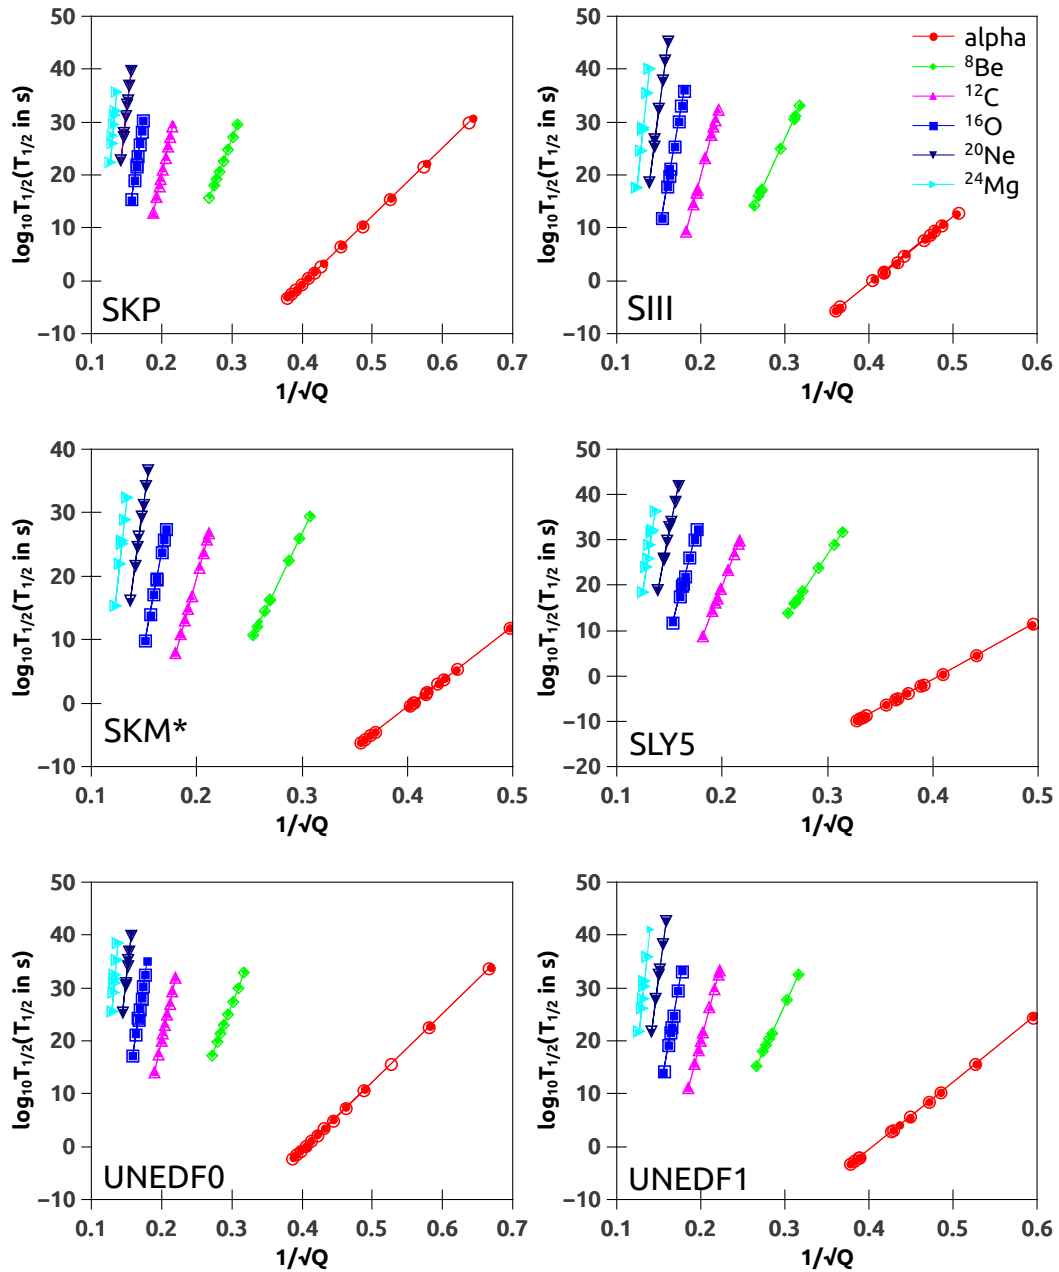 50
40
30
20
10
0
−10
log₁₀T₁/₂(T₁/₂ in s)
SKP
0.1 0.2 0.3 0.4 0.5 0.6 0.7
1/√Q
50
40
30
20
10
0
−10
log₁₀T₁/₂(T₁/₂ in s)
alpha
⁸Be
¹²C
¹⁶O
²⁰Ne
²⁴Mg
SIII
0.1 0.2 0.3 0.4 0.5 0.6
1/√Q
40
30
20
10
0
−10
log₁₀T₁/₂(T₁/₂ in s)
SKM*
0.1 0.2 0.3 0.4 0.5
1/√Q
50
40
30
20
10
0
−10
−20
log₁₀T₁/₂(T₁/₂ in s)
SLY5
0.1 0.2 0.3 0.4 0.5
1/√Q
50
40
30
20
10
0
−10
log₁₀T₁/₂(T₁/₂ in s)
UNEDF0
0.1 0.2 0.3 0.4 0.5 0.6 0.7
1/√Q
50
40
30
20
10
0
−10
log₁₀T₁/₂(T₁/₂ in s)
UNEDF1
0.1 0.2 0.3 0.4 0.5 0.6
1/√Q